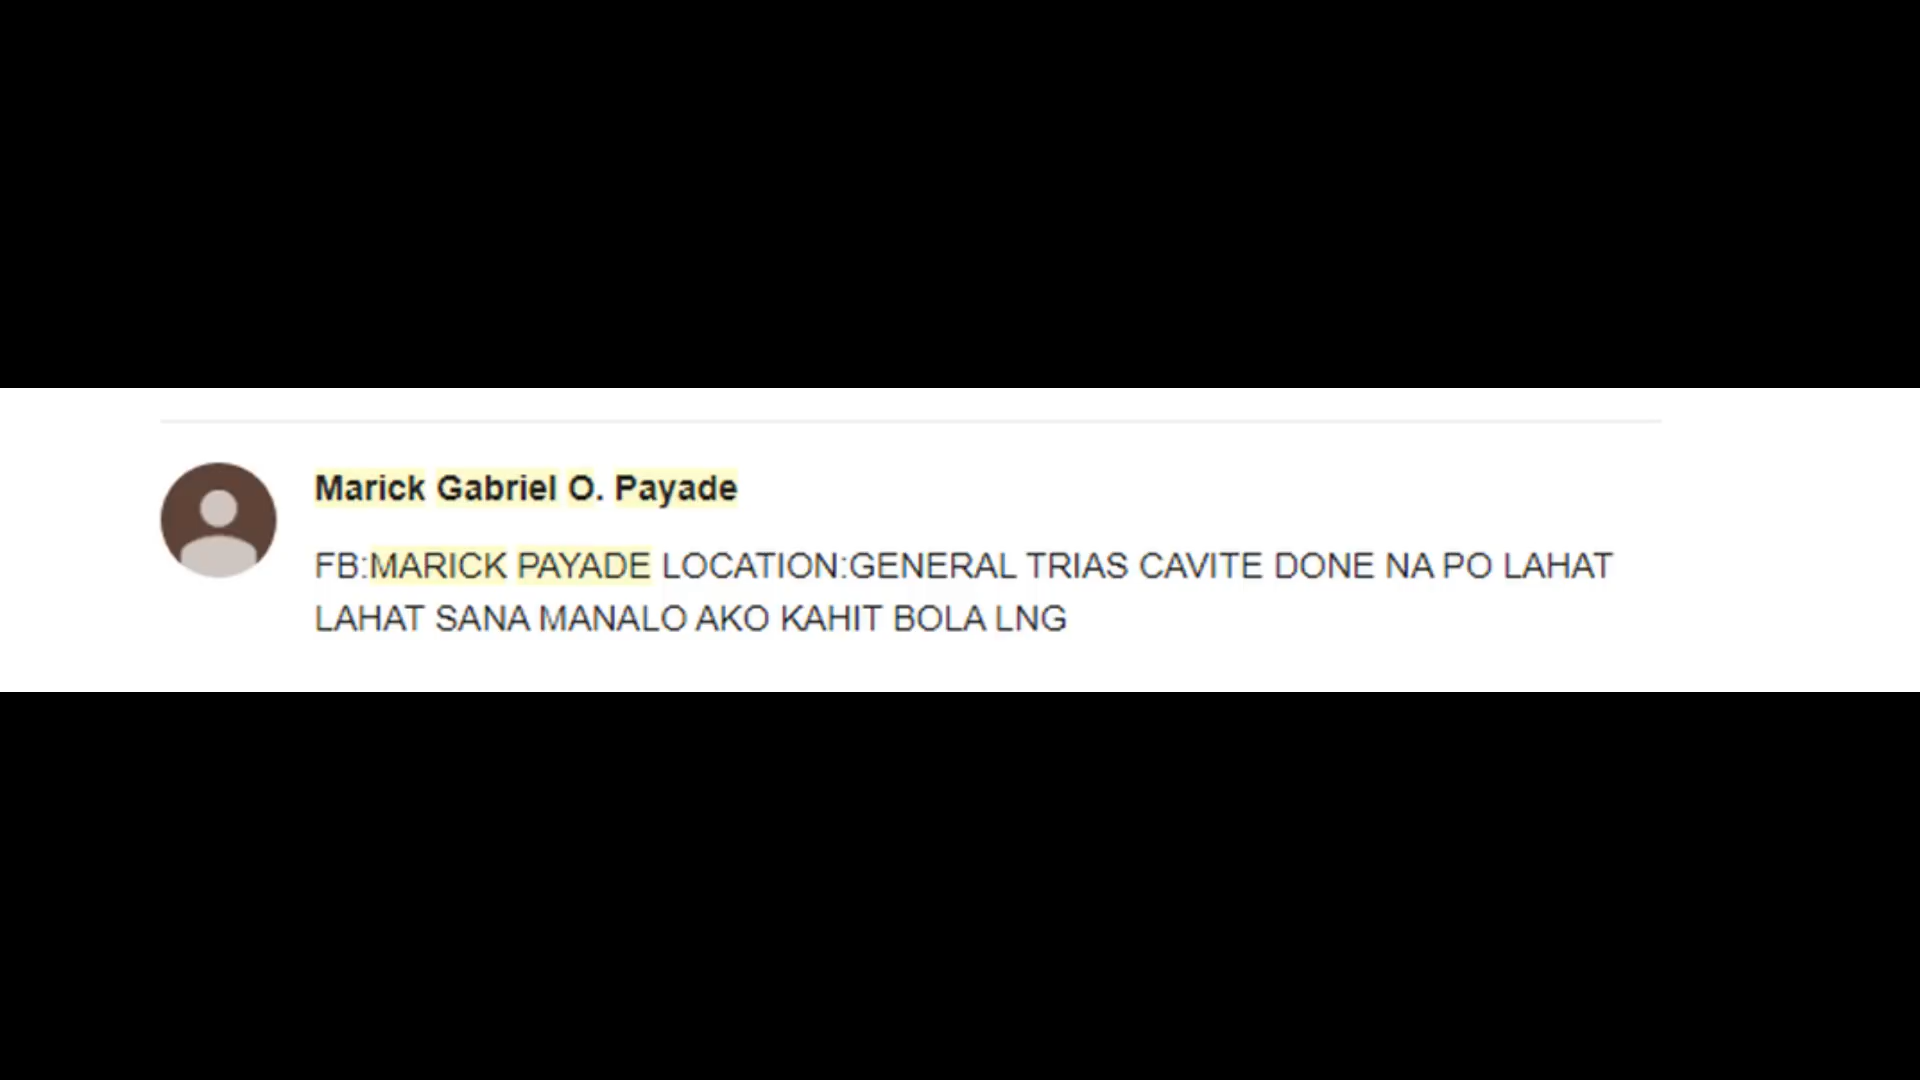 Marick Gabriel O. Payade
FB:MARICK PAYADE LOCATION:GENERAL TRIAS CAVITE DONE NA PO LAHAT
LAHAT SANA MANALO AKO KAHIT BOLA LNG